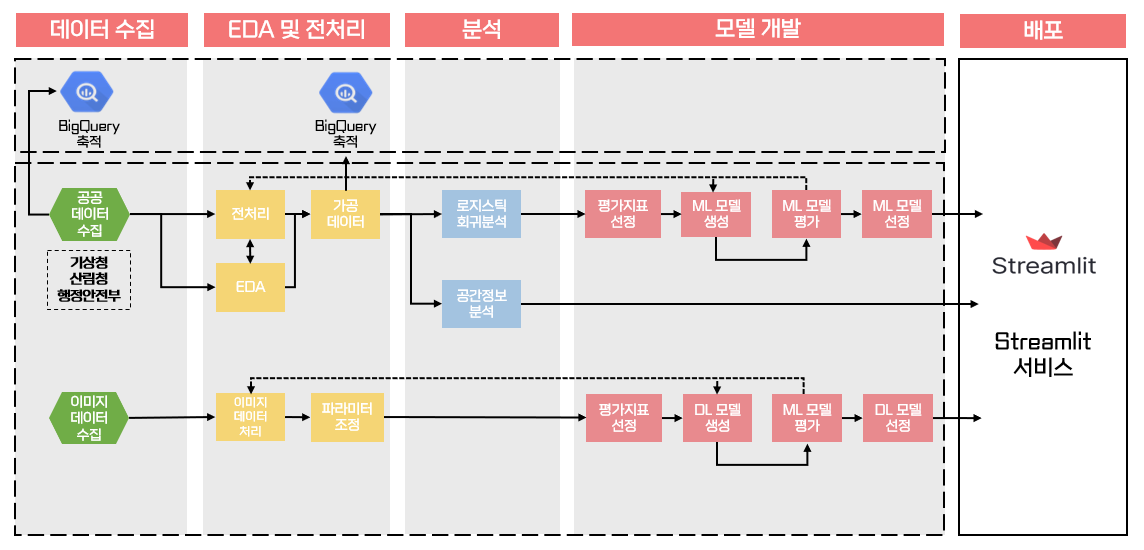 데이터 수집
EDA 및 전처리
분석
모델 개발
배포
BigQuery
축적
BigQuery
축적
공공
데이터
수집
기상청
산림청
행정안전부
전처리
EDA
가공
데이터
로지스틱
회귀분석
공간정보
분석
평가지표
선정
ML 모델
생성
ML 모델
평가
ML 모델
선정
Streamlit
Streamlit
서비스
이미지
데이터
수집
이미지
데이터
처리
파라미터
조정
평가지표
선정
DL 모델
생성
ML 모델
평가
DL 모델
선정